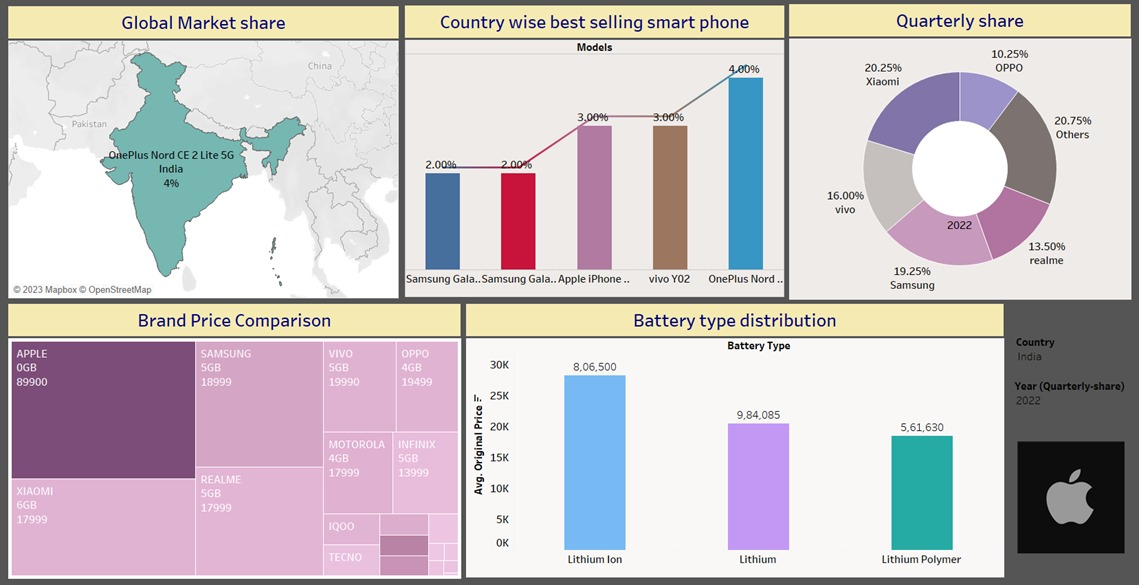 Global Market share
China
Pakistan
OnePlus Nord CE 2 Lite 5G
India
4%
© 2023 Mapbox © OpenStreetMap
Country wise best selling smart phone
Models
2.00%
2.00%
3.00%
3.00%
4.00%
Samsung Gala..
Samsung Gala..
Apple iPhone ..
vivo Y02
OnePlus Nord ..
Quarterly share
10.25%
OPPO
20.25%
Xiaomi
20.75%
Others
16.00%
vivo
2022
13.50%
realme
19.25%
Samsung
Brand Price Comparison
APPLE
0GB
89900
SAMSUNG
5GB
18999
VIVO
5GB
19990
OPPO
4GB
19499
MOTOROLA
4GB
17999
INFINIX
5GB
13999
XIAOMI
6GB
17999
REALME
5GB
17999
IQOO
TECNO
Battery type distribution
Battery Type
Avg. Original Price
30K
25K
20K
15K
10K
5K
0K
8,06,500
9,84,085
5,61,630
Lithium Ion
Lithium
Lithium Polymer
Country
India
Year (Quarterly-share)
2022